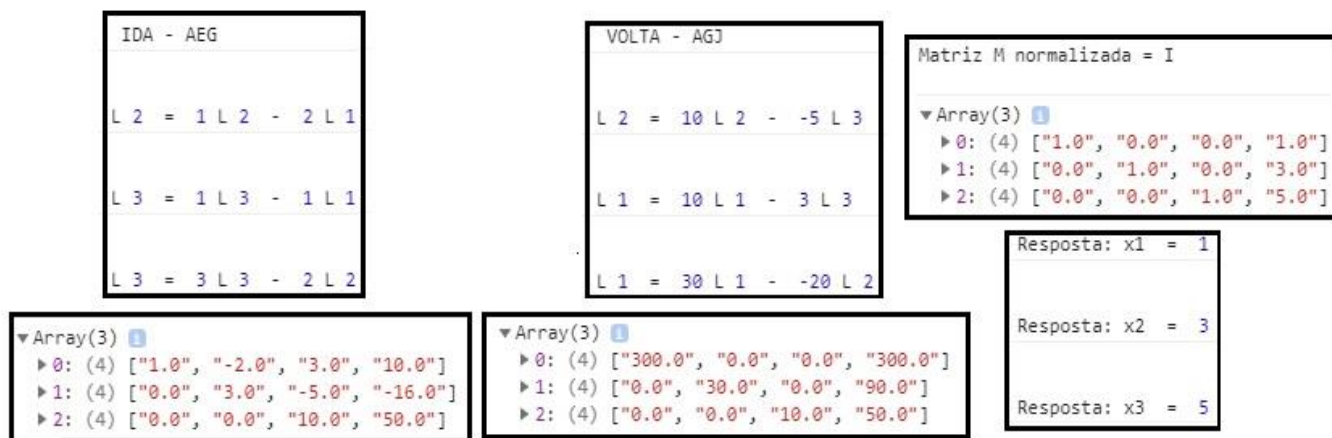 IDA - AEG
L 2 = 1 L 2 - 2 L 1
L 3 = 1 L 3 - 1 L 1
L 3 = 3 L 3 - 2 L 2
▼Array(3) i
▶0: (4) ["1.0", "-2.0", "3.0", "10.0"]
▶1: (4) ["0.0", "3.0", "-5.0", "-16.0"]
▶2: (4) ["0.0", "0.0", "10.0", "50.0"]
VOLTA - AGJ
L 2 = 10 L 2 - -5 L 3
L 1 = 10 L 1 - 3 L 3
L 1 = 30 L 1 - -20 L 2
▼Array(3) i
▶0: (4) ["300.0", "0.0", "0.0", "300.0"]
▶1: (4) ["0.0", "30.0", "0.0", "90.0"]
▶2: (4) ["0.0", "0.0", "10.0", "50.0"]
Matriz M normalizada = I
▼Array(3) i
▶0: (4) ["1.0", "0.0", "0.0", "1.0"]
▶1: (4) ["0.0", "1.0", "0.0", "3.0"]
▶2: (4) ["0.0", "0.0", "1.0", "5.0"]
Resposta: x1 = 1
Resposta: x2 = 3
Resposta: x3 = 5